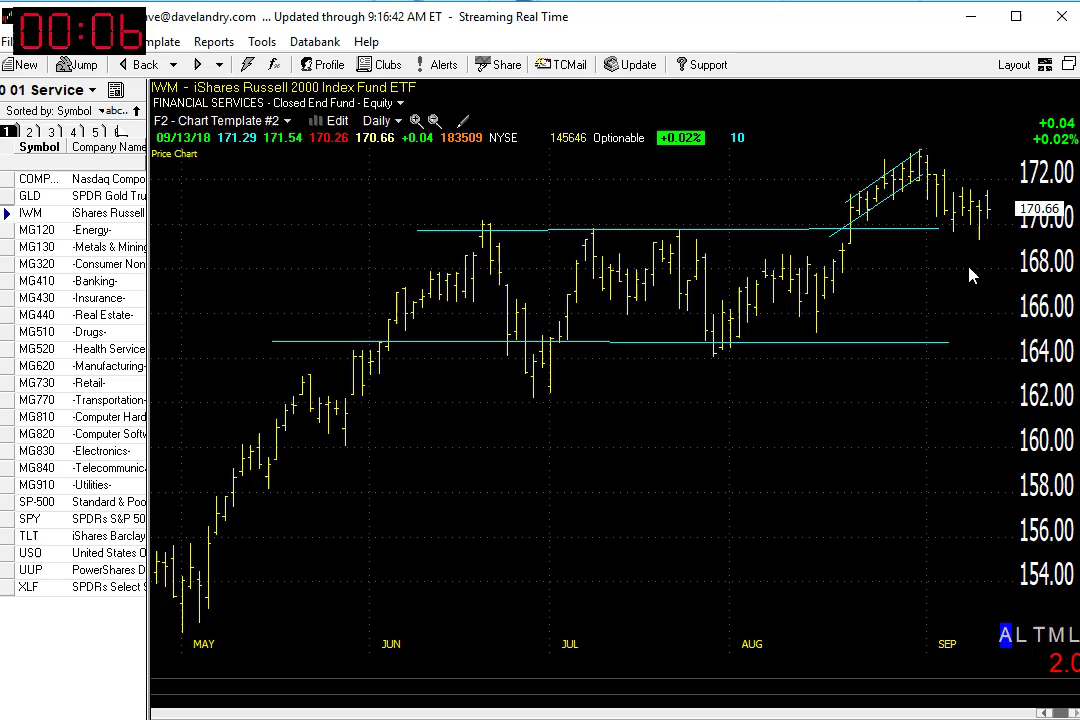 00:06
ave@davelandry.com ... Updated through 9:16:42 AM ET - Streaming Real Time
mplate Reports Tools Databank Help
New Jump Back Profile Clubs Alerts Share TCMail Update Support Layout
01 Service
Sorted by: Symbol abc..
1 2 3 4 5
Symbol Company Name
COMP... Nasdaq Compo
GLD SPDR Gold Tru
IWM iShares Russell
MG120 -Energy-
MG130 -Metals & Mining
MG320 -Consumer Non
MG410 -Banking-
MG430 -Insurance-
MG440 -Real Estate-
MG510 -Drugs-
MG520 -Health Service
MG620 -Manufacturing-
MG730 -Retail-
MG770 -Transportation-
MG810 -Computer Hard
MG820 -Computer Softw
MG830 -Electronics-
MG840 -Telecommunica
MG910 -Utilities-
SP-500 Standard & Poo
SPY SPDRs S&P 50
TLT iShares Barclay
USO United States O
UUP PowerShares D
XLF SPDRs Select S
IWM - iShares Russell 2000 Index Fund ETF
FINANCIAL SERVICES - Closed End Fund - Equity
F2 - Chart Template #2 Edit Daily
09/13/18 171.29 171.54 170.26 170.66 +0.04 183509 NYSE 145646 Optionable +0.02% 10
+0.04
+0.02%
Price Chart
172.00
170.66
170.00
168.00
166.00
164.00
162.00
160.00
158.00
156.00
154.00
MAY JUN JUL AUG SEP
A L T M L
2.0